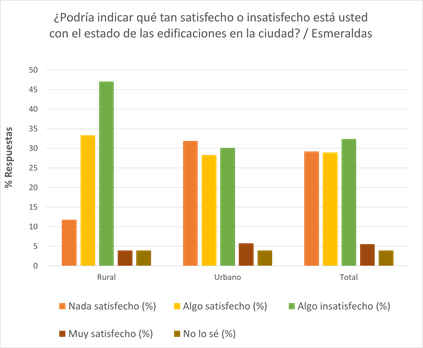 ¿Podría indicar qué tan satisfecho o insatisfecho está usted
con el estado de las edificaciones en la ciudad? / Esmeraldas
50
45
40
35
30
25
20
15
10
5
0
% Respuestas
Rural Urbano Total
Nada satisfecho (%) Algo satisfecho (%) Algo insatisfecho (%)
Muy satisfecho (%) No lo sé (%)